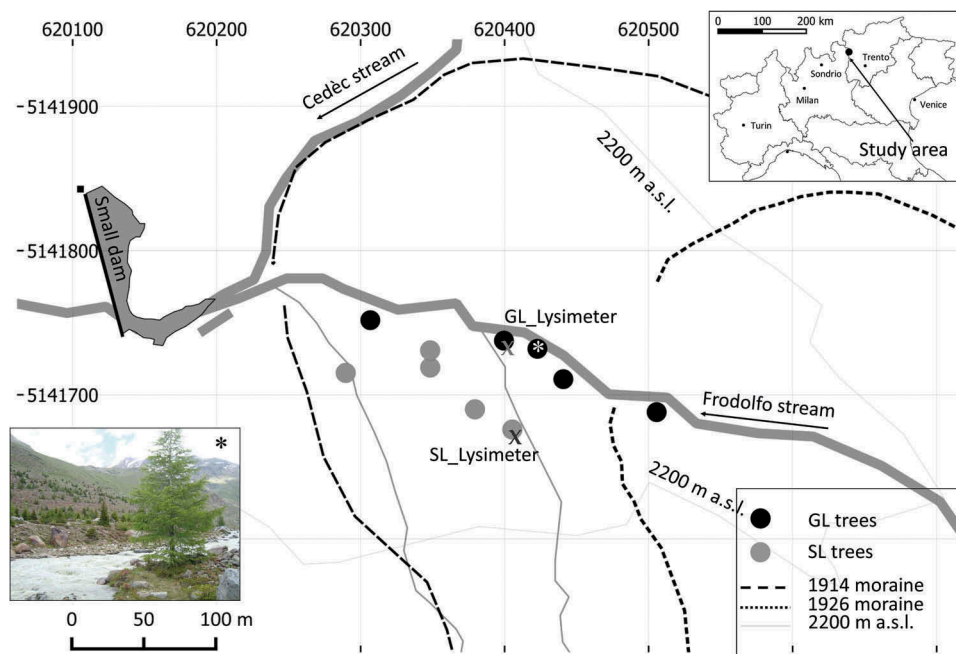 620100 620200 620300 620400 620500
0 100 200 km
Trento
Sondrio
Milan
Venice
Turin
Study area
Cedèc stream
5141900
2200 m a.s.l.
Small dam
5141800
GL_Lysimeter
*
x
5141700
Frodolfo stream
x
SL_Lysimeter
*
2200 m a.s.l.
GL trees
SL trees
1914 moraine
1926 moraine
2200 m a.s.l.
0 50 100 m